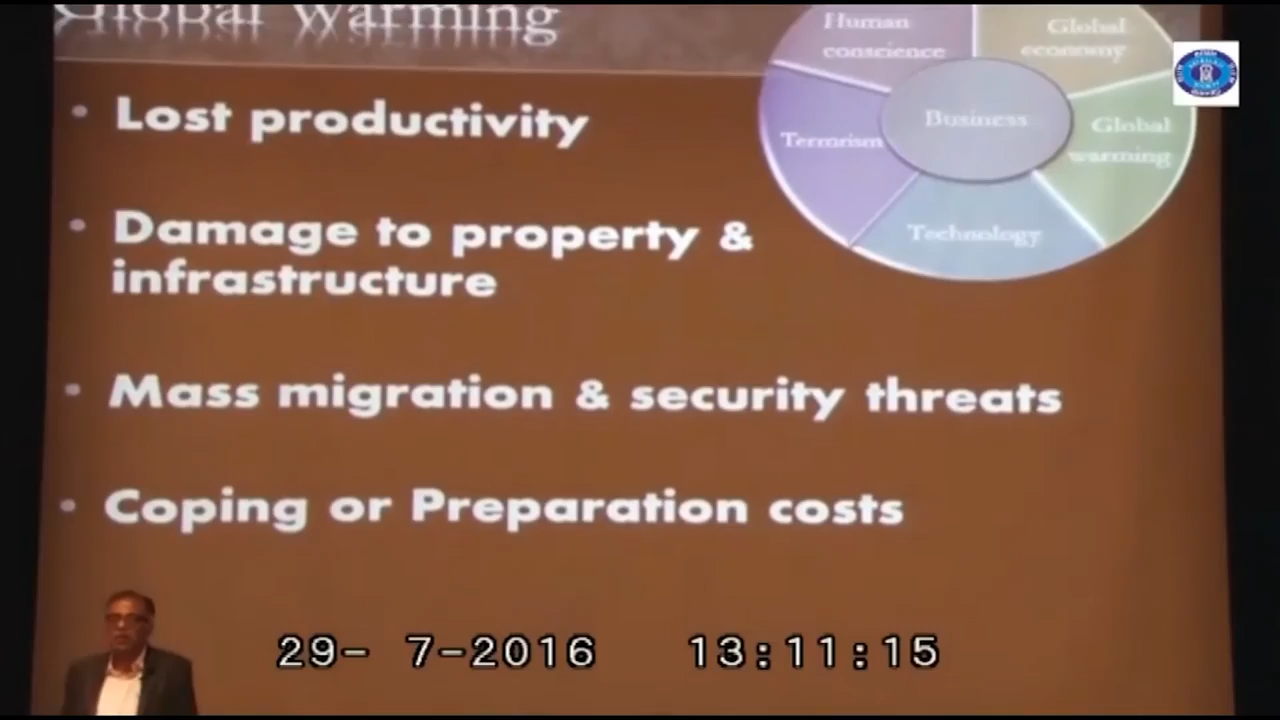 Global Warming
Human
conscience
Global
economy
Business
Terrorism
Global
warming
Technology
• Lost productivity
• Damage to property &
infrastructure
• Mass migration & security threats
• Coping or Preparation costs
29- 7-2016 13:11:15